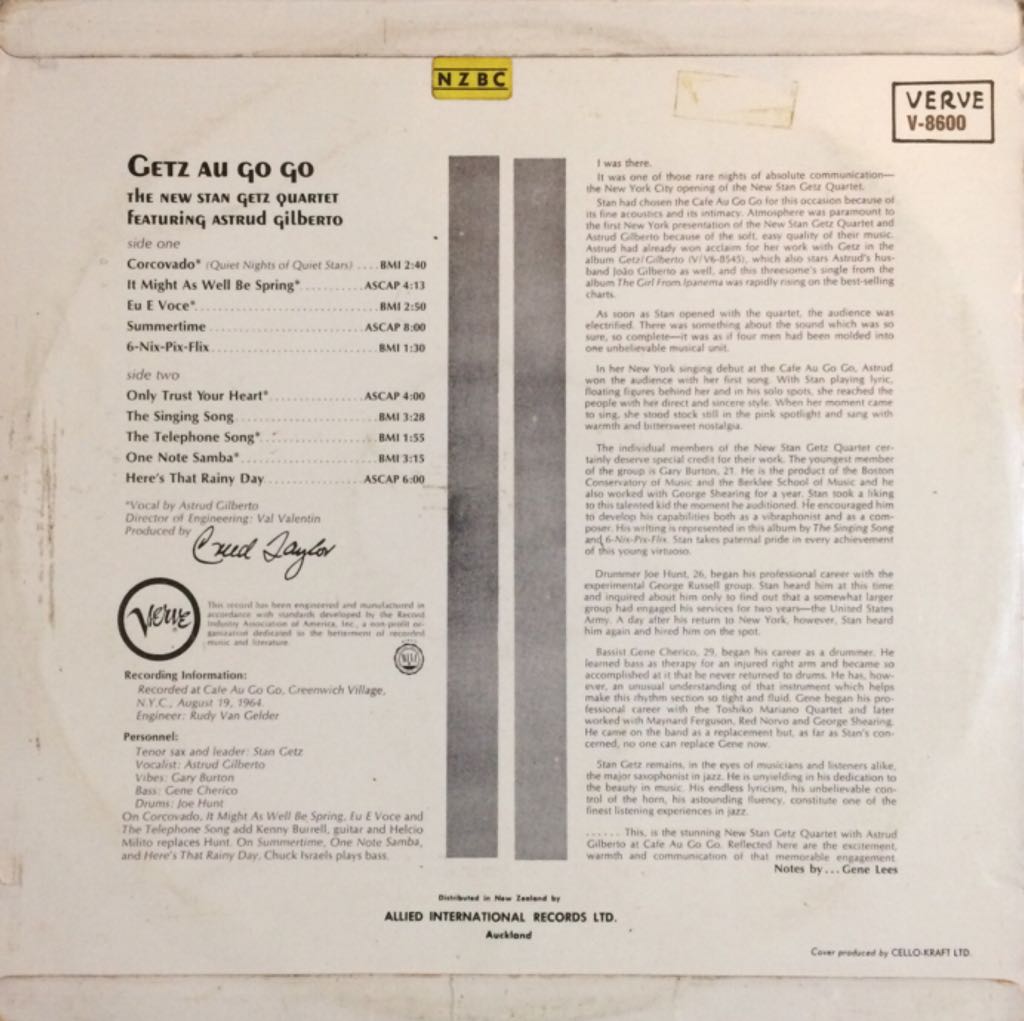 NZBC
VERVE
V-8600
GETZ AU GO GO
THE NEW STAN GETZ QUARTET
FEATURING ASTRUD GILBERTO
side one
Corcovado* (Quiet Nights of Quiet Stars) .... BMI 2:40
It Might As Well Be Spring* .......... ASCAP 4:13
Eu E Voce* .......... BMI 2:50
Summertime .......... ASCAP 8:00
6-Nix-Pix-Flix .......... BMI 1:30
side two
Only Trust Your Heart* .......... ASCAP 4:00
The Singing Song .......... BMI 3:28
The Telephone Song* .......... BMI 1:55
One Note Samba* .......... BMI 3:15
Here's That Rainy Day .......... ASCAP 6:00
*Vocal by Astrud Gilberto
Director of Engineering: Val Valentin
Produced by
Creed Taylor
Verve
This record has been engineered and manufactured in
accordance with standards developed by the Record
Industry Association of America, Inc., a non-profit or-
ganization dedicated to the betterment of recorded
music and literature.
Recording Information:
Recorded at Cafe Au Go Go, Greenwich Village,
N.Y.C., August 19, 1964.
Engineer: Rudy Van Gelder
Personnel:
Tenor sax and leader: Stan Getz
Vocalist: Astrud Gilberto
Vibes: Gary Burton
Bass: Gene Cherico
Drums: Joe Hunt
On Corcovado, It Might As Well Be Spring, Eu E Voce and
The Telephone Song add Kenny Burrell, guitar and Helcio
Milito replaces Hunt. On Summertime, One Note Samba,
and Here's That Rainy Day, Chuck Israels plays bass.
I was there.
It was one of those rare nights of absolute communication—
the New York City opening of the New Stan Getz Quartet.
Stan had chosen the Cafe Au Go Go for this occasion because of
its fine acoustics and its intimacy. Atmosphere was paramount to
the first New York presentation of the New Stan Getz Quartet and
Astrud Gilberto because of the soft, easy quality of their music.
Astrud had already won acclaim for her work with Getz in the
album Getz/Gilberto (V/V6-8545), which also stars Astrud's hus-
band João Gilberto as well, and this threesome's single from the
album The Girl From Ipanema was rapidly rising on the best-selling
charts.
As soon as Stan opened with the quartet, the audience was
electrified. There was something about the sound which was so
sure, so complete—it was as if four men had been molded into
one unbelievable musical unit.
In her New York singing debut at the Cafe Au Go Go, Astrud
won the audience with her first song. With Stan playing lyric,
floating figures behind her and in his solo spots, she reached the
people with her direct and sincere style. When her moment came
to sing, she stood stock still in the pink spotlight and sang with
warmth and bittersweet nostalgia.
The individual members of the New Stan Getz Quartet cer-
tainly deserve special credit for their work. The youngest member
of the group is Gary Burton, 21. He is the product of the Boston
Conservatory of Music and the Berklee School of Music and he
also worked with George Shearing for a year. Stan took a liking
to this talented kid the moment he auditioned. He encouraged him
to develop his capabilities both as a vibraphonist and as a com-
poser. His writing is represented in this album by The Singing Song
and 6-Nix-Pix-Flix. Stan takes paternal pride in every achievement
of this young virtuoso.
Drummer Joe Hunt, 26, began his professional career with the
experimental George Russell group. Stan heard him at this time
and inquired about him only to find out that a somewhat larger
group had engaged his services for two years—the United States
Army. A day after his return to New York, however, Stan heard
him again and hired him on the spot.
Bassist Gene Cherico, 29, began his career as a drummer. He
learned bass as therapy for an injured right arm and became so
accomplished at it that he never returned to drums. He has, how-
ever, an unusual understanding of that instrument which helps
make this rhythm section so tight and fluid. Gene began his pro-
fessional career with the Toshiko Mariano Quartet and later
worked with Maynard Ferguson, Red Norvo and George Shearing.
He came on the band as a replacement but, as far as Stan's con-
cerned, no one can replace Gene now.
Stan Getz remains, in the eyes of musicians and listeners alike,
the major saxophonist in jazz. He is unyielding in his dedication to
the beauty in music. His endless lyricism, his unbelievable con-
trol of the horn, his astounding fluency, constitute one of the
finest listening experiences in jazz.
...... This, is the stunning New Stan Getz Quartet with Astrud
Gilberto at Cafe Au Go Go. Reflected here are the excitement,
warmth and communication of that memorable engagement.
Notes by... Gene Lees
Distributed in New Zealand by
ALLIED INTERNATIONAL RECORDS LTD.
Auckland
Cover produced by CELLO-KRAFT LTD.